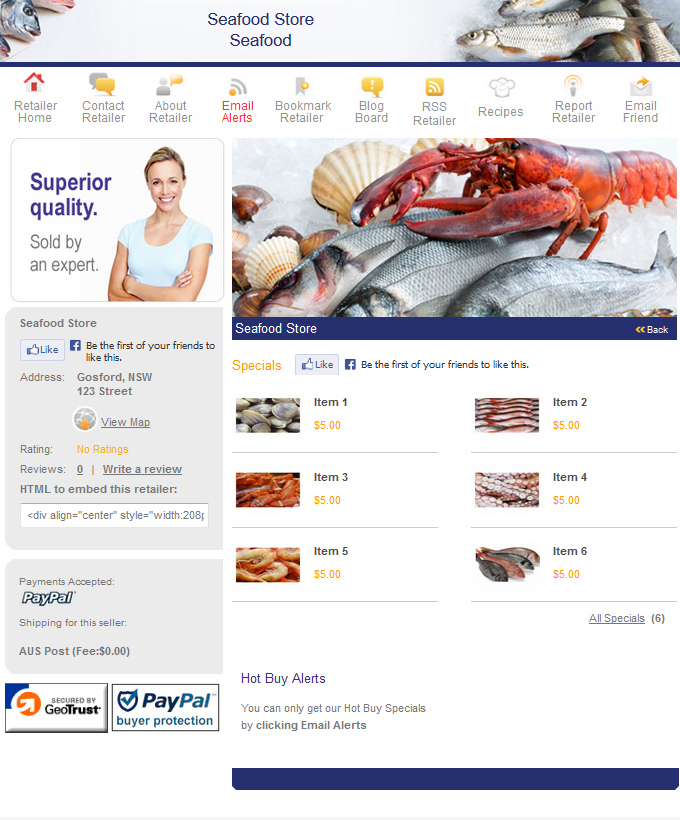 Seafood Store
Seafood
Retailer Home
Contact Retailer
About Retailer
Email Alerts
Bookmark Retailer
Blog Board
RSS Retailer
Recipes
Report Retailer
Email Friend
Superior
quality.
Sold by
an expert.
Seafood Store
Like Be the first of your friends to
like this.
Address: Gosford, NSW
123 Street
View Map
Rating: No Ratings
Reviews: 0 | Write a review
HTML to embed this retailer:
<div align="center" style="width:208p
Payments Accepted:
PayPal
Shipping for this seller:
AUS Post (Fee:$0.00)
SECURED BY
GeoTrust
PayPal
buyer protection
Seafood Store Back
Specials Like Be the first of your friends to like this.
Item 1
$5.00
Item 2
$5.00
Item 3
$5.00
Item 4
$5.00
Item 5
$5.00
Item 6
$5.00
All Specials (6)
Hot Buy Alerts
You can only get our Hot Buy Specials
by clicking Email Alerts